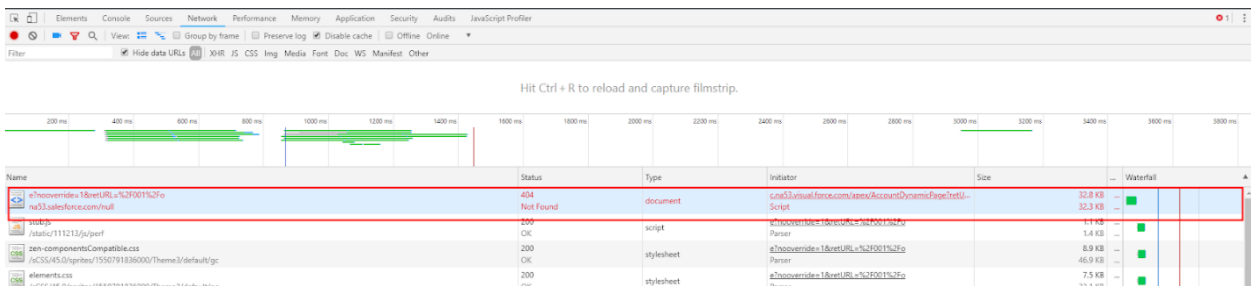 Elements Console Sources Network Performance Memory Application Security Audits JavaScript Profiler 1
View: Group by frame Preserve log Disable cache Offline Online
Filter Hide data URLs All XHR JS CSS Img Media Font Doc WS Manifest Other
Hit Ctrl + R to reload and capture filmstrip.
200 ms 400 ms 600 ms 800 ms 1000 ms 1200 ms 1400 ms 1600 ms 1800 ms 2000 ms 2200 ms 2400 ms 2600 ms 2800 ms 3000 ms 3200 ms 3400 ms 3600 ms 3800 ms
Name Status Type Initiator Size ... Waterfall
e?nooverride=1&retURL=%2F001%2Fo 404 document c.na53.visual.force.com/apex/AccountDynamicPage?retU... 32.8 KB ...
na53.salesforce.com/null Not Found Script 32.3 KB
stub.js 200 script e?nooverride=1&retURL=%2F001%2Fo 1.1 KB ...
/static/111213/js/perf OK Parser 1.4 KB
zen-componentsCompatible.css 200 stylesheet e?nooverride=1&retURL=%2F001%2Fo 8.9 KB ...
/sCSS/45.0/sprites/1550791836000/Theme3/default/gc OK Parser 46.9 KB
elements.css 200 stylesheet e?nooverride=1&retURL=%2F001%2Fo 7.5 KB ...